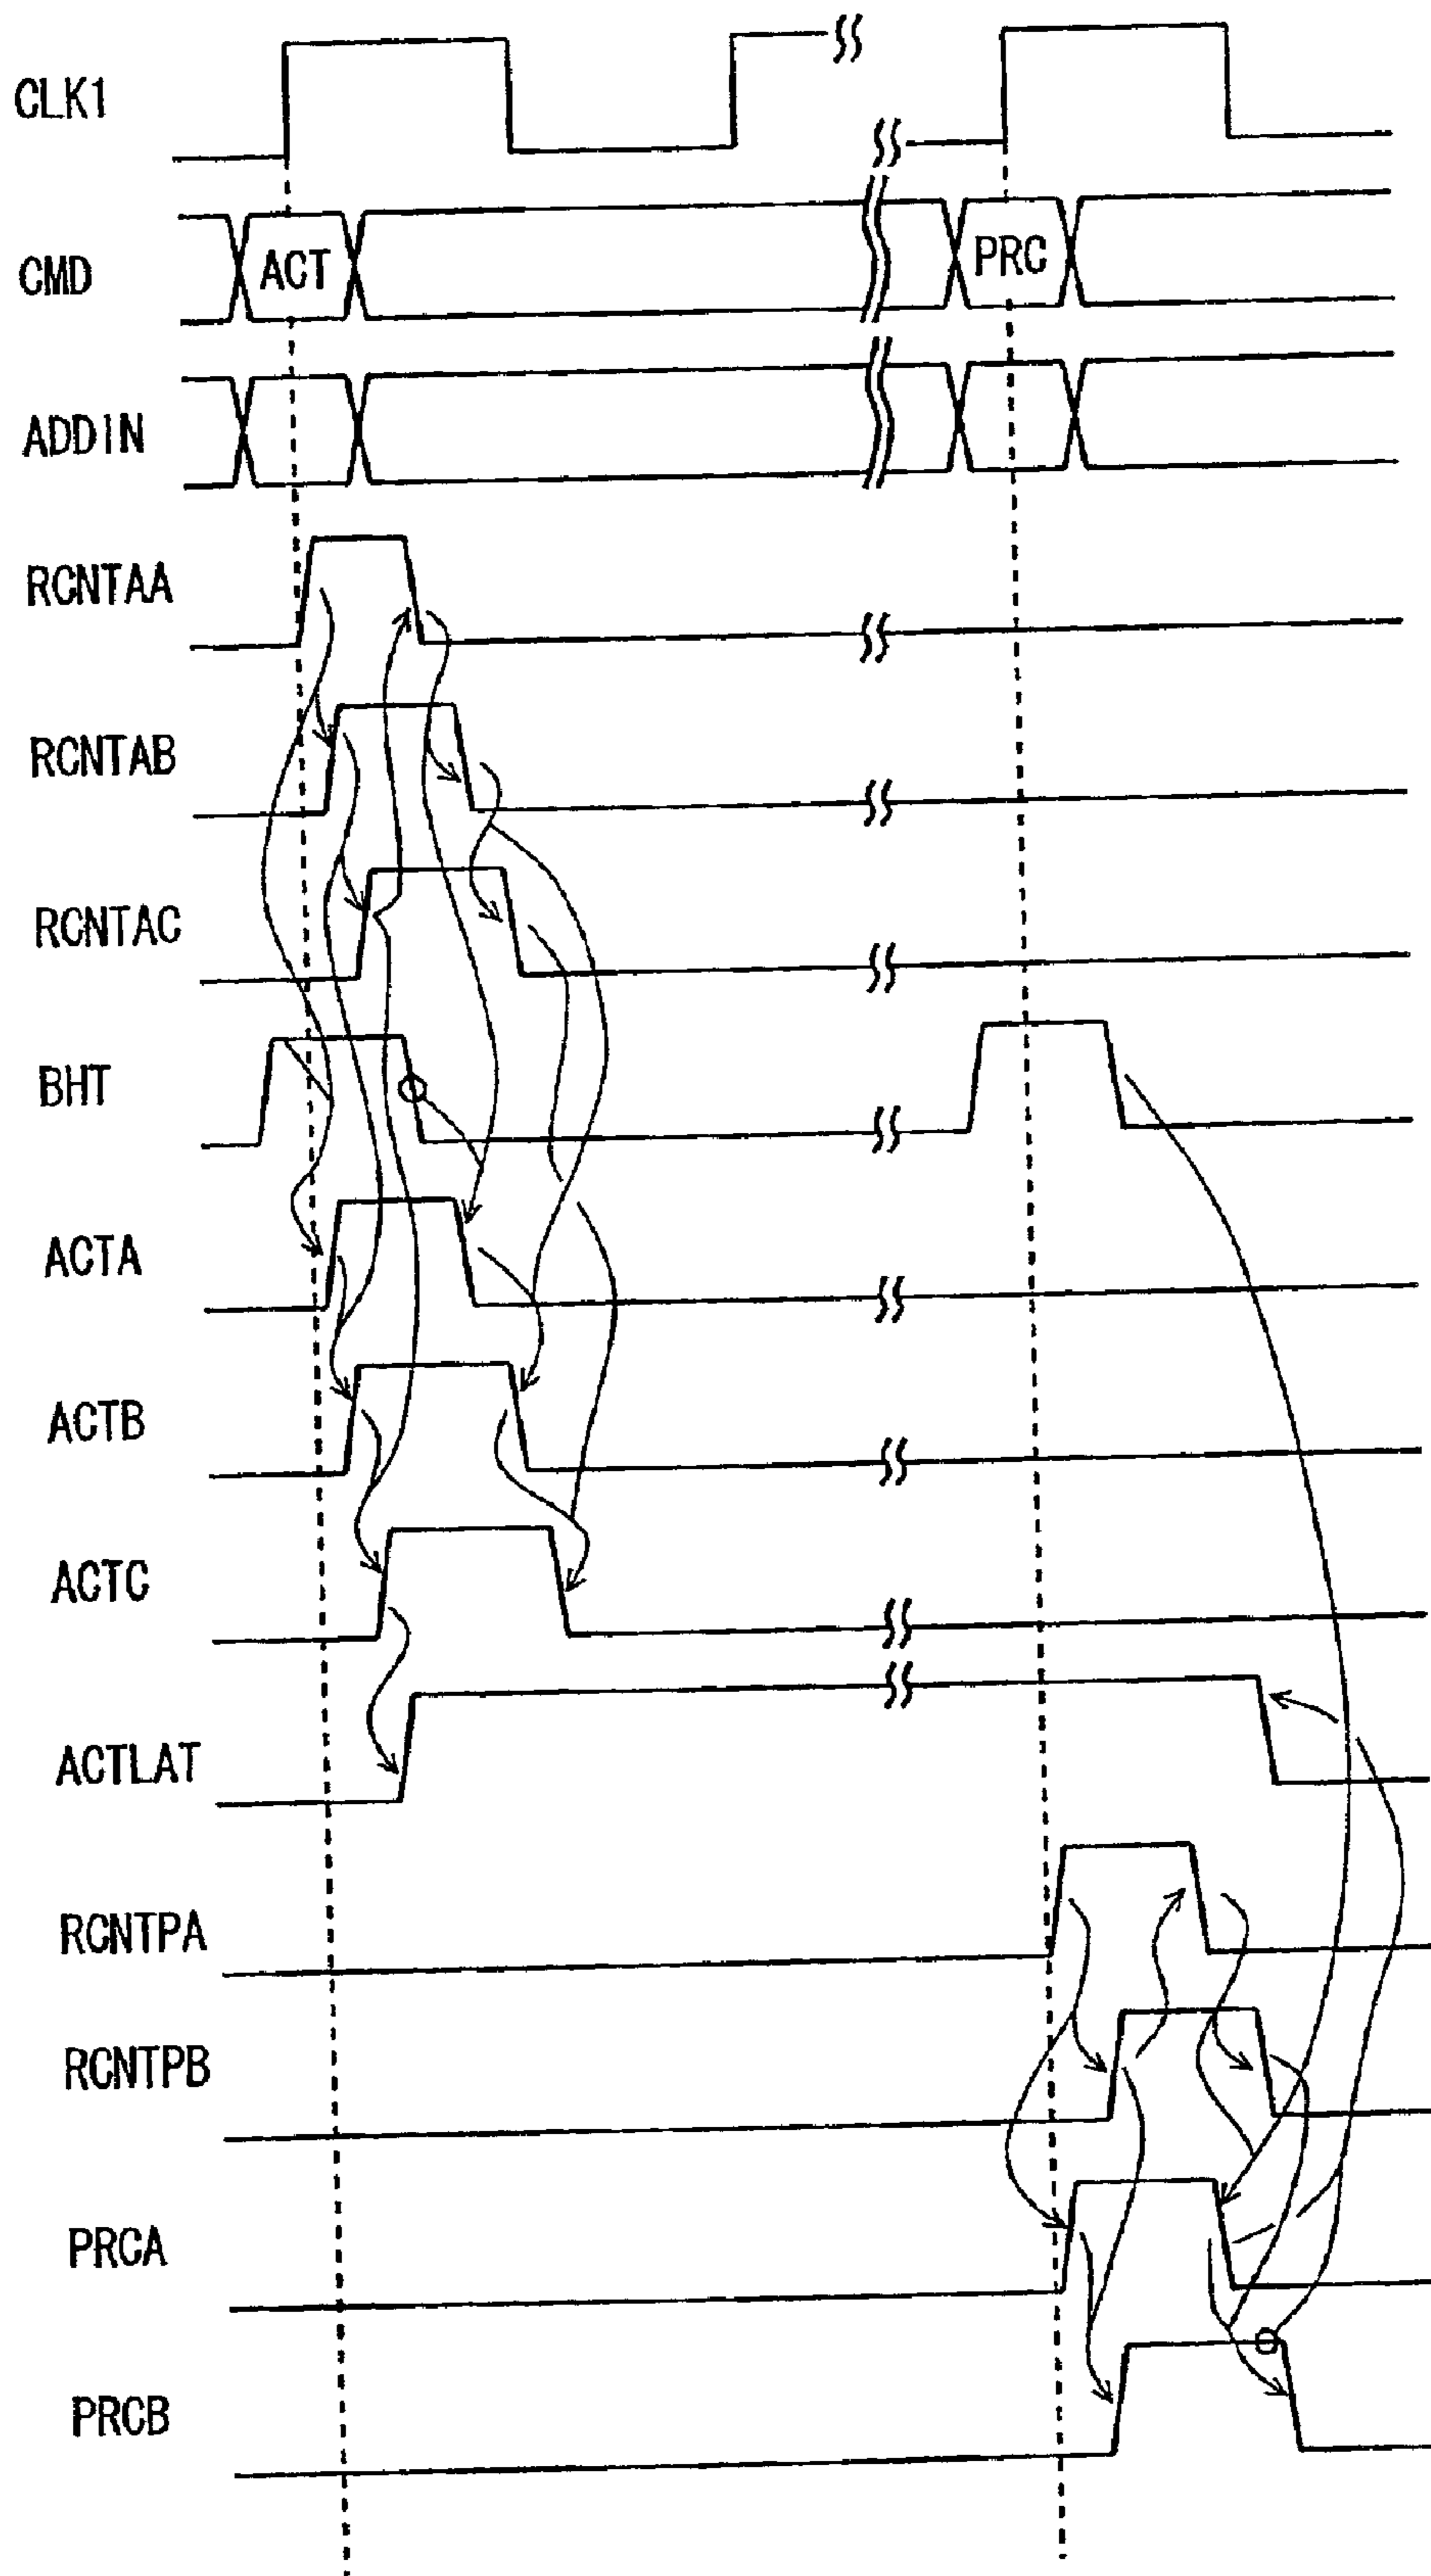 CLK1
CMD
ACT
PRC
ADDIN
RCNTAA
RCNTAB
RCNTAC
BHT
ACTA
ACTB
ACTC
ACTLAT
RCNTPA
RCNTPB
PRCA
PRCB